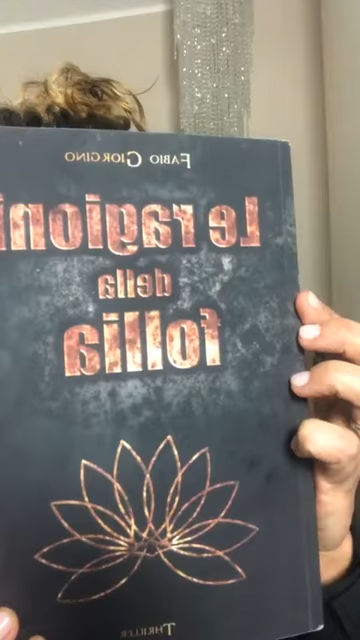 FABIO GIORGINO
Le ragioni
della
follia
THRILLER